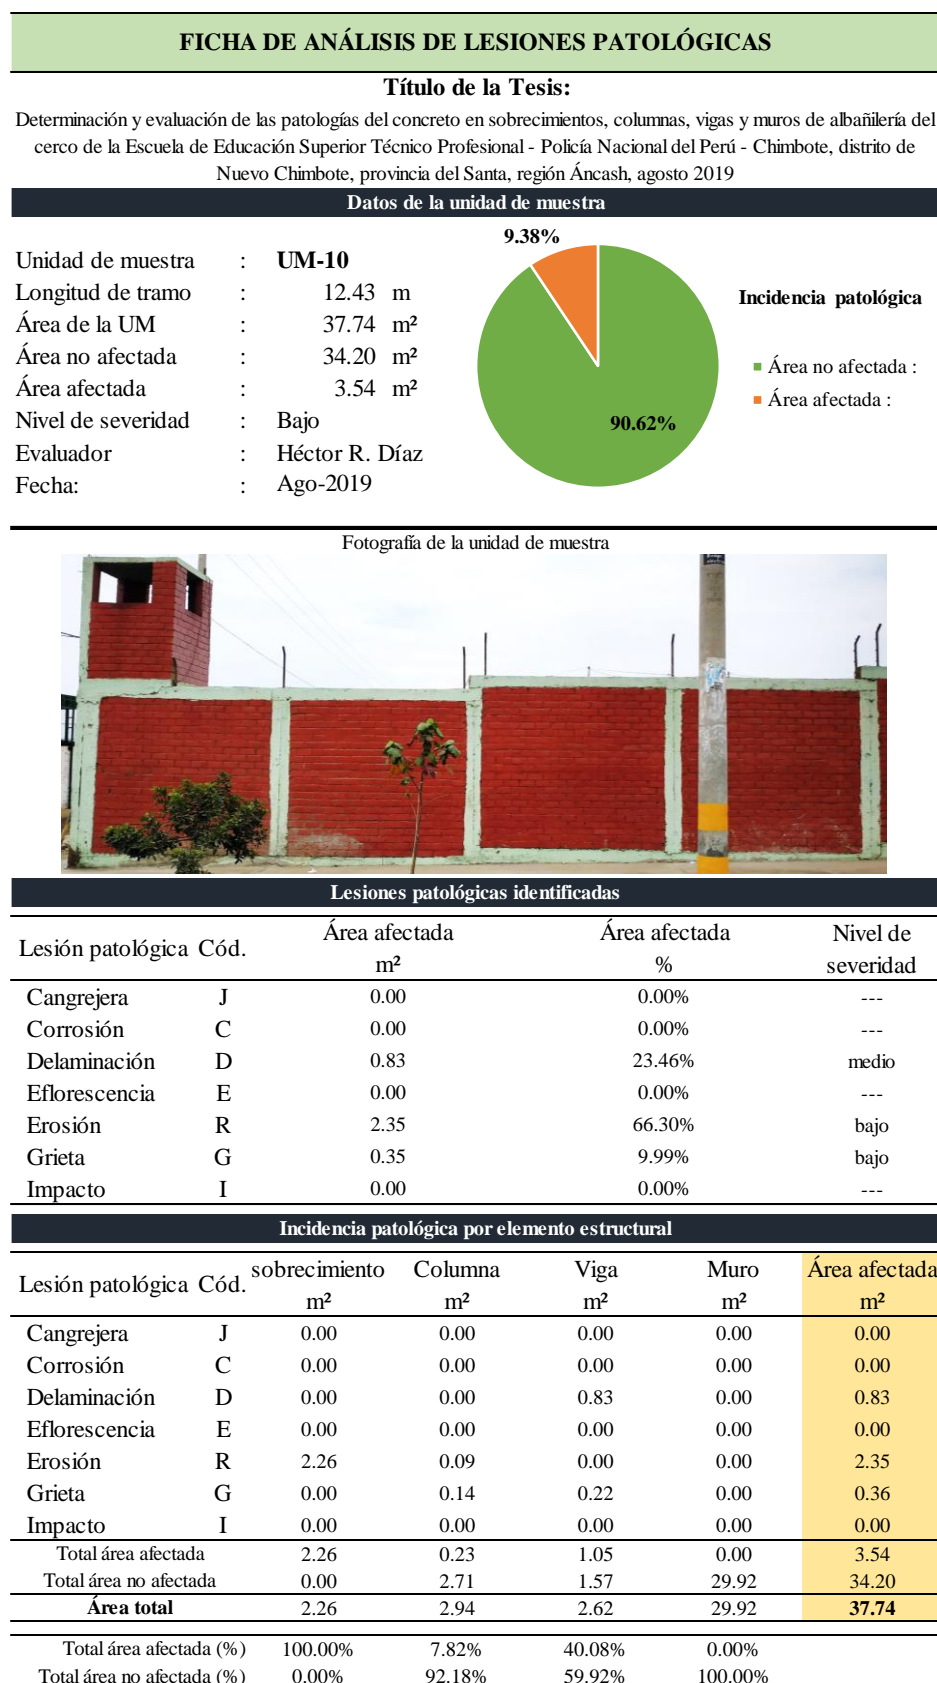 FICHA DE ANÁLISIS DE LESIONES PATOLÓGICAS
Título de la Tesis:
Determinación y evaluación de las patologías del concreto en sobrecimientos, columnas, vigas y muros de albañilería del
cerco de la Escuela de Educación Superior Técnico Profesional - Policía Nacional del Perú - Chimbote, distrito de
Nuevo Chimbote, provincia del Santa, región Áncash, agosto 2019
Datos de la unidad de muestra
Unidad de muestra : UM-10
Longitud de tramo : 12.43 m
Área de la UM : 37.74 m²
Área no afectada : 34.20 m²
Área afectada : 3.54 m²
Nivel de severidad : Bajo
Evaluador : Héctor R. Díaz
Fecha: : Ago-2019
9.38%
90.62%
Incidencia patológica
Área no afectada :
Área afectada :
Fotografía de la unidad de muestra
Lesiones patológicas identificadas
Lesión patológica Cód. Área afectada m² Área afectada % Nivel de severidad
Cangrejera J 0.00 0.00% ---
Corrosión C 0.00 0.00% ---
Delaminación D 0.83 23.46% medio
Eflorescencia E 0.00 0.00% ---
Erosión R 2.35 66.30% bajo
Grieta G 0.35 9.99% bajo
Impacto I 0.00 0.00% ---
Incidencia patológica por elemento estructural
Lesión patológica Cód. sobrecimiento m² Columna m² Viga m² Muro m² Área afectada m²
Cangrejera J 0.00 0.00 0.00 0.00 0.00
Corrosión C 0.00 0.00 0.00 0.00 0.00
Delaminación D 0.00 0.00 0.83 0.00 0.83
Eflorescencia E 0.00 0.00 0.00 0.00 0.00
Erosión R 2.26 0.09 0.00 0.00 2.35
Grieta G 0.00 0.14 0.22 0.00 0.36
Impacto I 0.00 0.00 0.00 0.00 0.00
Total área afectada 2.26 0.23 1.05 0.00 3.54
Total área no afectada 0.00 2.71 1.57 29.92 34.20
Área total 2.26 2.94 2.62 29.92 37.74
Total área afectada (%) 100.00% 7.82% 40.08% 0.00%
Total área no afectada (%) 0.00% 92.18% 59.92% 100.00%